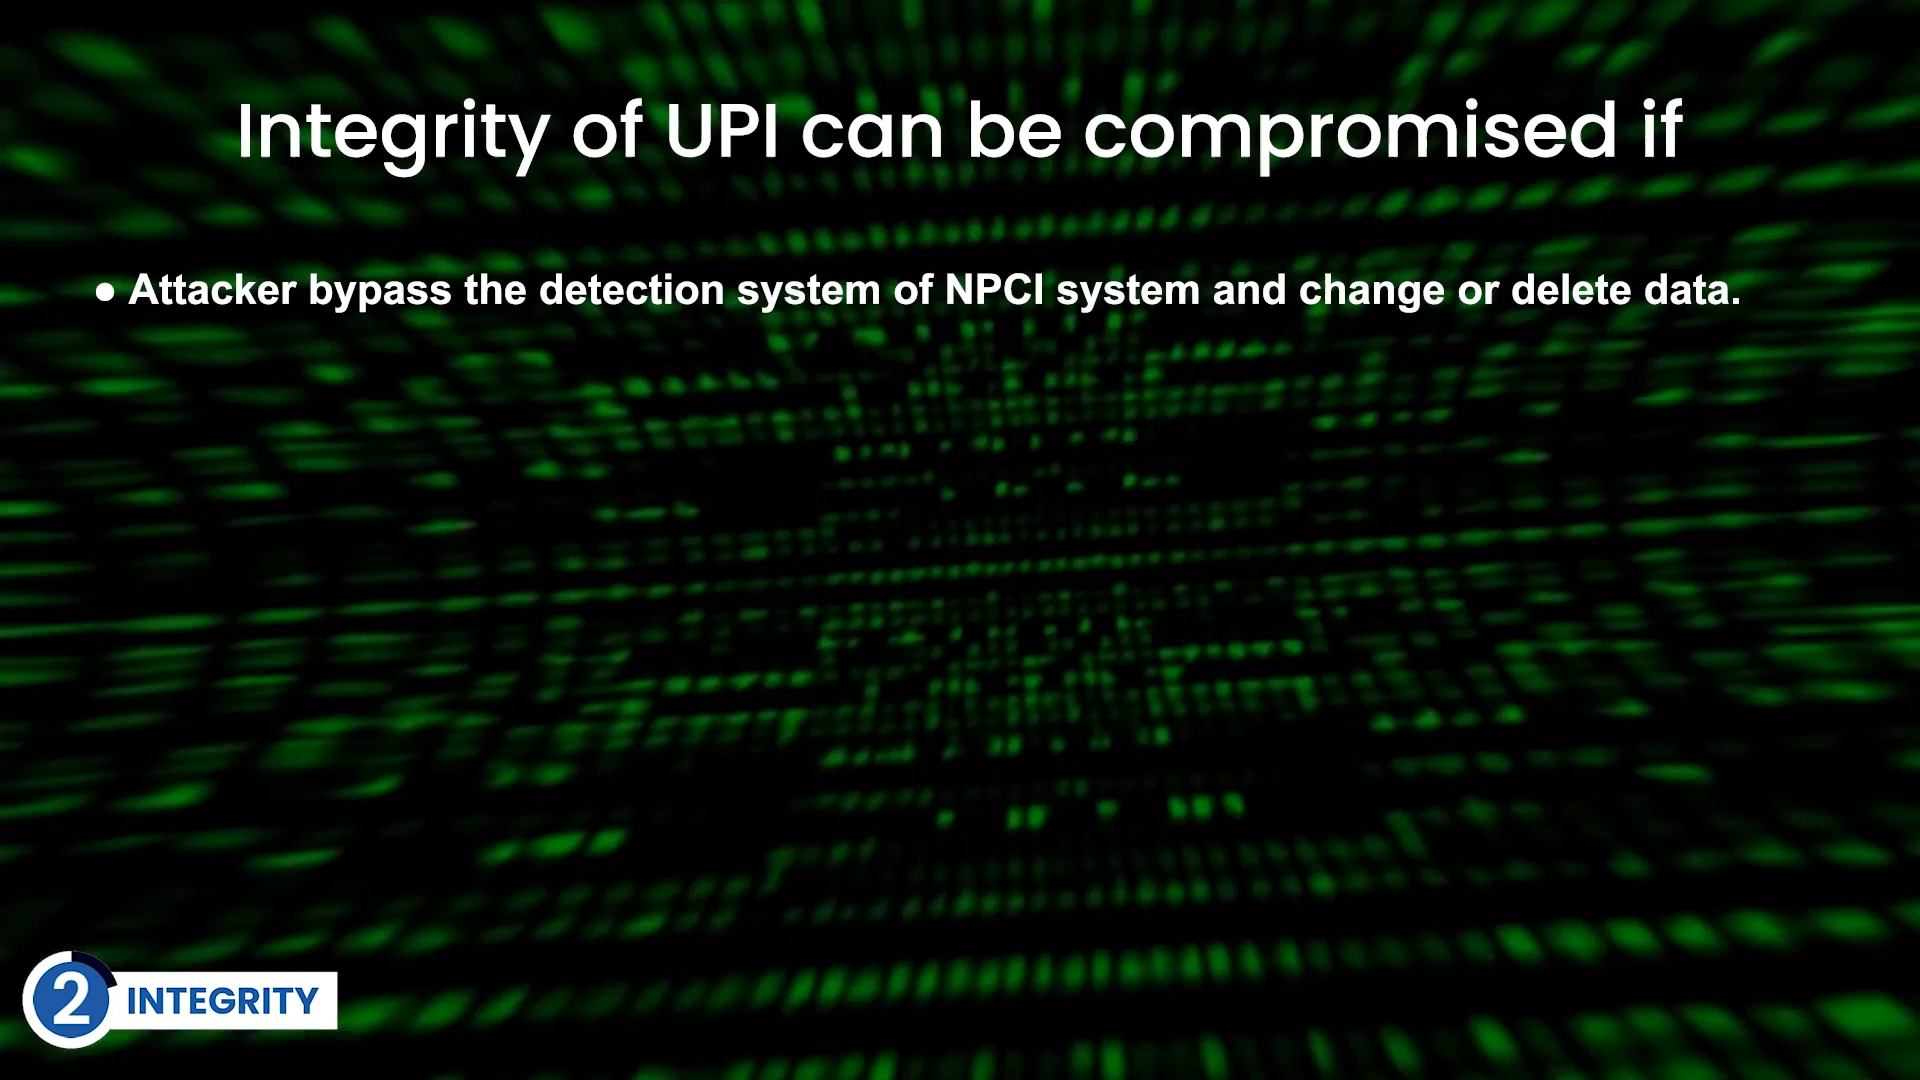 Integrity of UPI can be compromised if
● Attacker bypass the detection system of NPCI system and change or delete data.
2 INTEGRITY